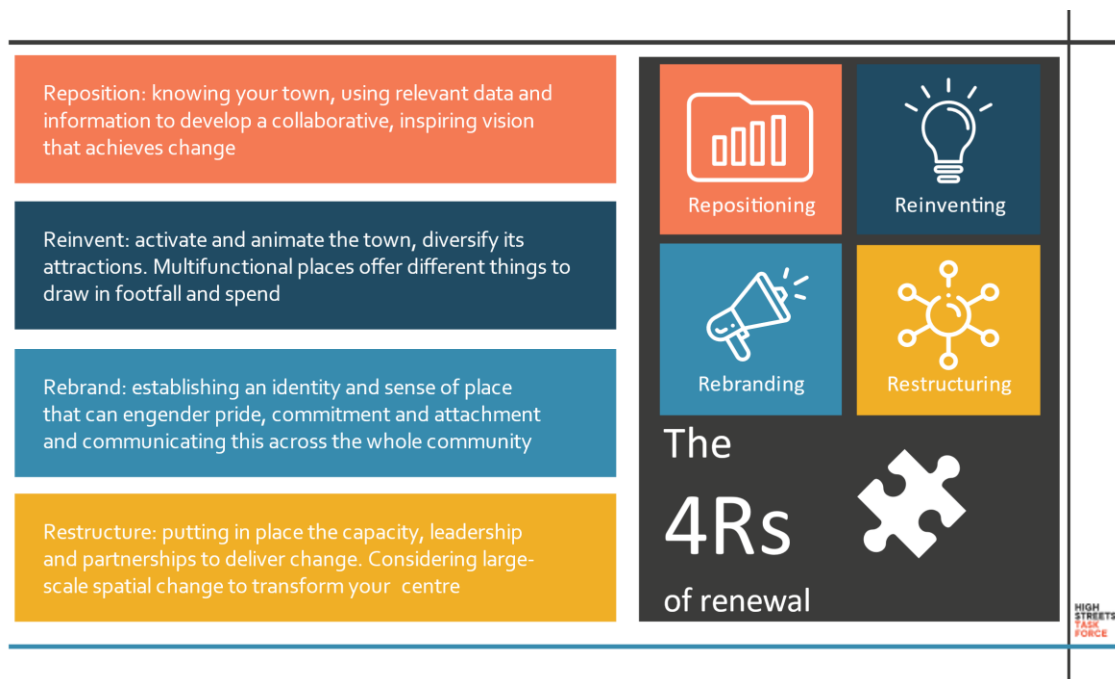 Reposition: knowing your town, using relevant data and
information to develop a collaborative, inspiring vision
that achieves change
Reinvent: activate and animate the town, diversify its
attractions. Multifunctional places offer different things to
draw in footfall and spend
Rebrand: establishing an identity and sense of place
that can engender pride, commitment and attachment
and communicating this across the whole community
Restructure: putting in place the capacity, leadership
and partnerships to deliver change. Considering large-
scale spatial change to transform your centre
Repositioning
Reinventing
Rebranding
Restructuring
The
4Rs
of renewal
HIGH
STREETS
TASK
FORCE